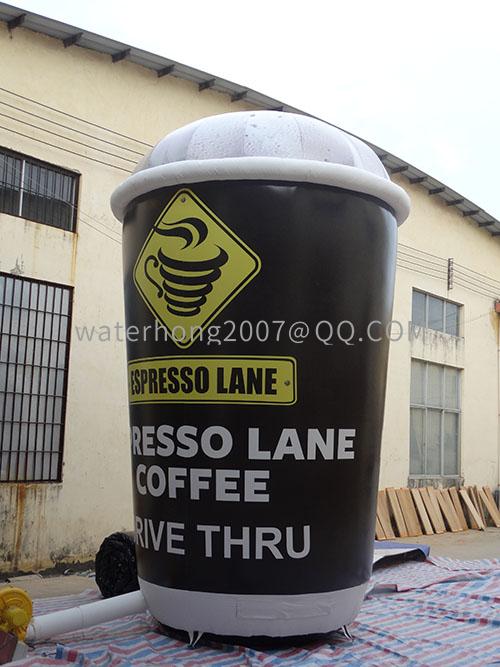 waterhong2007@QQ.COM
ESPRESSO LANE
RESSO LANE
COFFEE
RIVE THRU